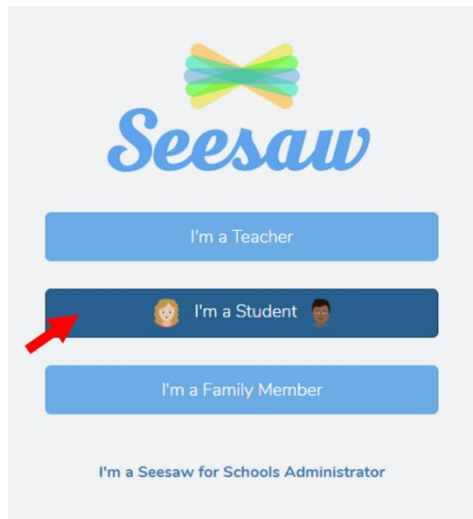 Seesaw
I'm a Teacher
I'm a Student
I'm a Family Member
I'm a Seesaw for Schools Administrator